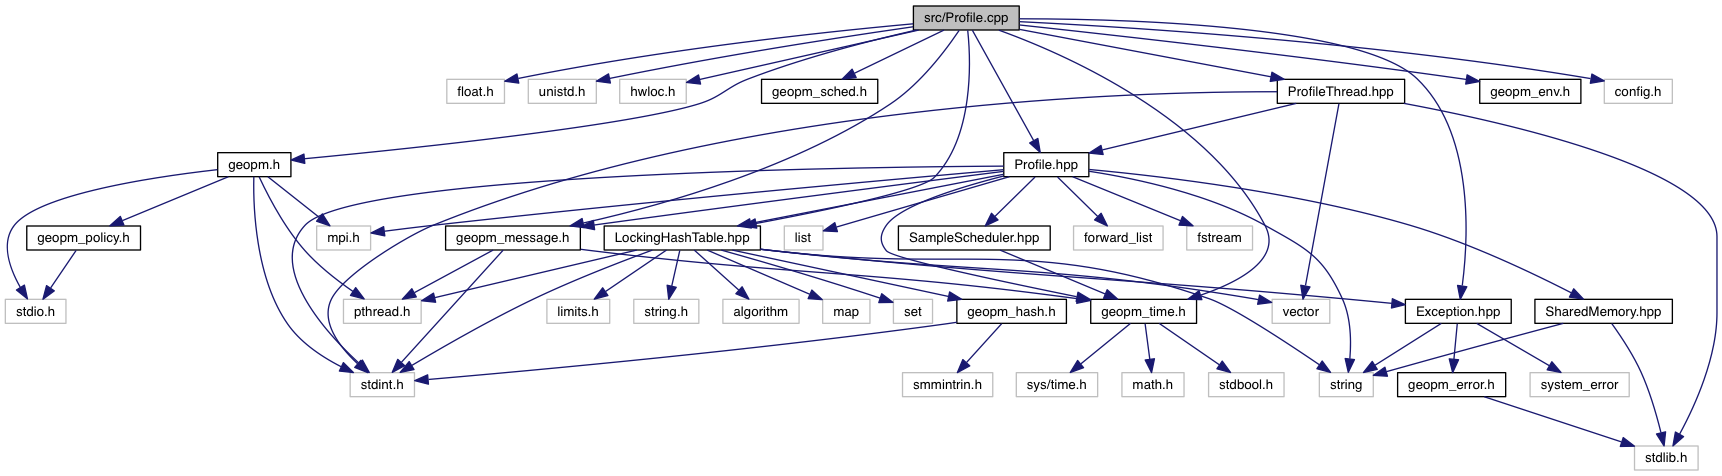 src/Profile.cpp
float.h
unistd.h
hwloc.h
geopm_sched.h
ProfileThread.hpp
geopm_env.h
config.h
geopm.h
Profile.hpp
geopm_policy.h
mpi.h
geopm_message.h
LockingHashTable.hpp
list
SampleScheduler.hpp
forward_list
fstream
stdio.h
pthread.h
limits.h
string.h
algorithm
map
set
geopm_hash.h
geopm_time.h
vector
Exception.hpp
SharedMemory.hpp
stdint.h
smmintrin.h
sys/time.h
math.h
stdbool.h
string
geopm_error.h
system_error
stdlib.h